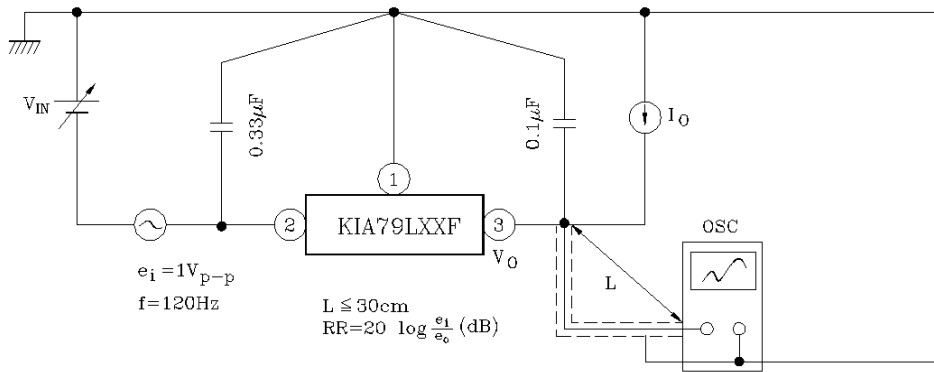 V_IN
0.33μF
0.1μF
I_O
1
2
KIA79LXXF
3
V_O
OSC
L
e_i =1V_p-p
f=120Hz
L ≦ 30cm
RR=20 log e_i/e_o (dB)